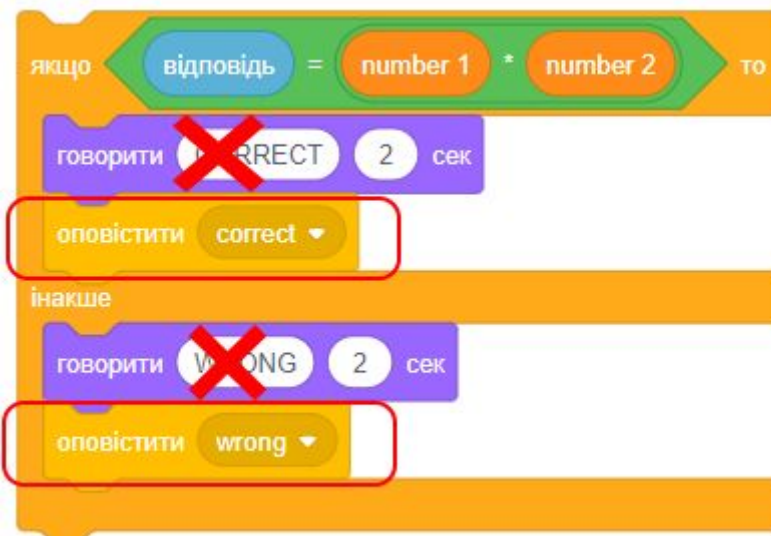 якщо відповідь = number 1 * number 2 то
говорити 2 сек
оповістити correct
інакше
говорити 2 сек
оповістити wrong